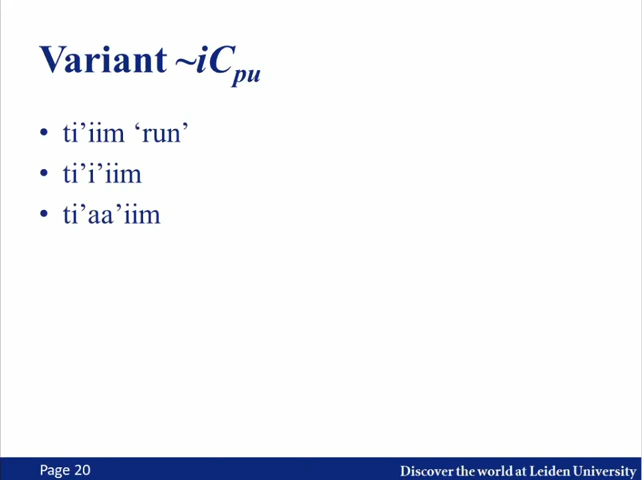 Variant ~iCpu
• ti’iim ‘run’
• ti’i’iim
• ti’aa’iim
Page 20
Discover the world at Leiden University